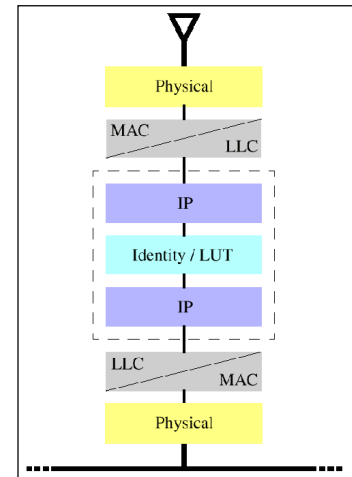 Physical
MAC
LLC
IP
Identity / LUT
IP
LLC
MAC
Physical